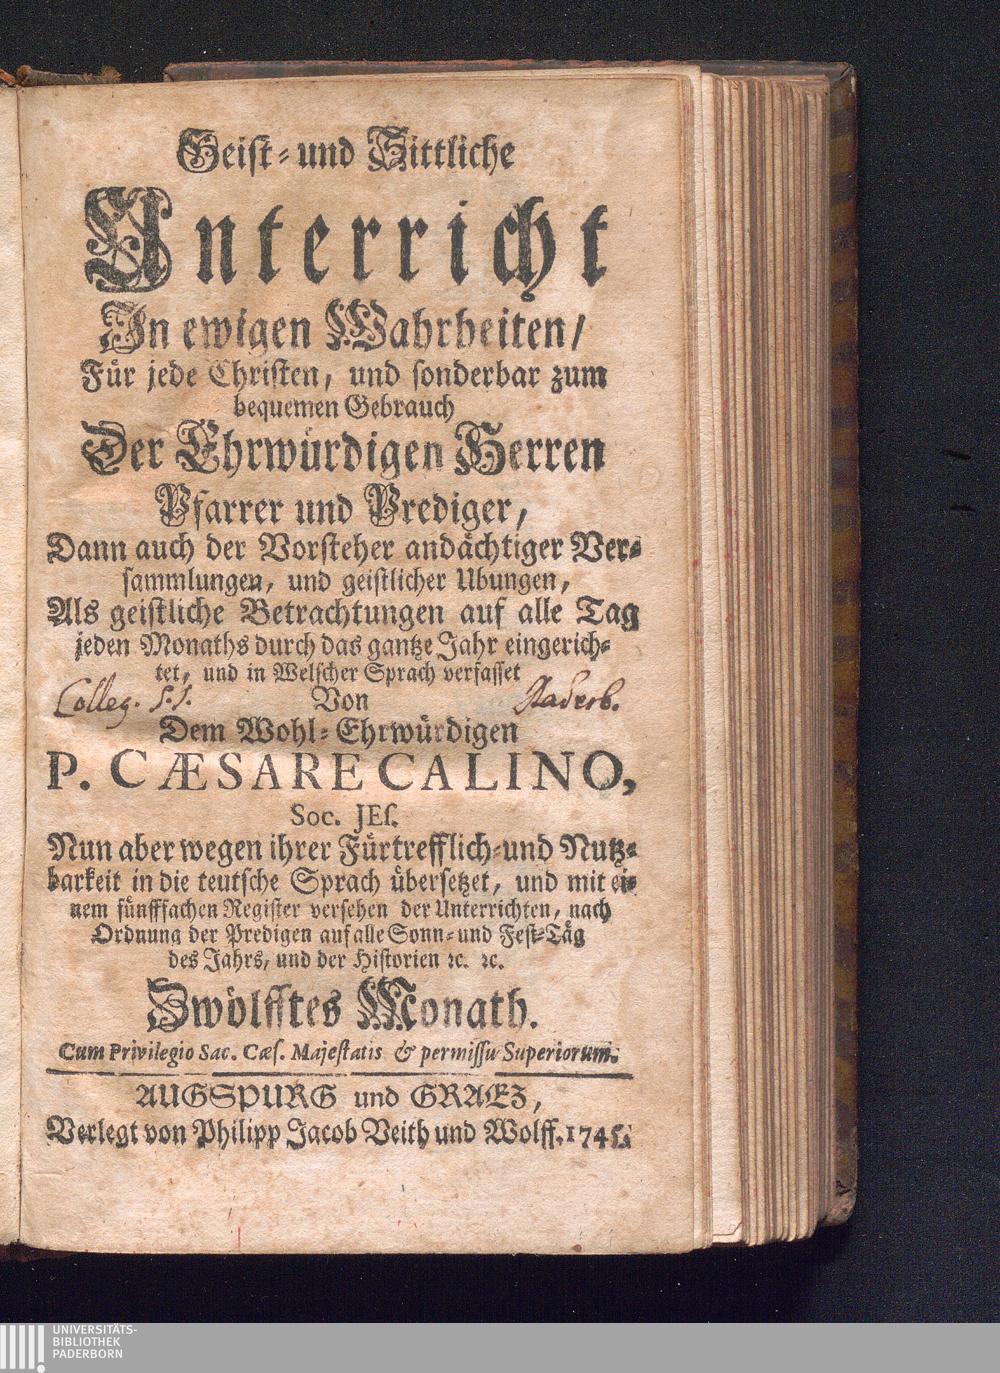 Geist- und Sittliche
Unterricht
In ewigen Wahrheiten/
Für jede Christen, und sonderbar zum
bequemen Gebrauch
Der Ehrwürdigen Herren
Pfarrer und Prediger,
Dann auch der Vorsteher andächtiger Ver-
sammlungen, und geistlicher Ubungen,
Als geistliche Betrachtungen auf alle Tag
jeden Monaths durch das gantze Jahr eingerich-
tet, und in Welscher Sprach verfasset
Colleg. S.J. Von Paderb.
Dem Wohl-Ehrwürdigen
P. CÆSARE CALINO,
Soc. JEſ.
Nun aber wegen ihrer Fürtrefflich- und Nutz-
barkeit in die teutsche Sprach übersetzet, und mit ei-
nem fünfffachen Register versehen der Unterrichten, nach
Ordnung der Predigen auf alle Sonn- und Fest-Täg
des Jahrs, und der Historien ꝛc. ꝛc.
Zwölfftes Monath.
Cum Privilegio Sac. Cæſ. Majeſtatis & permiſſu Superiorum.
AUGSPURG und GRAEZ,
Verlegt von Philipp Jacob Veith und Wolff. 1745.
UNIVERSITÄTS-
BIBLIOTHEK
PADERBORN